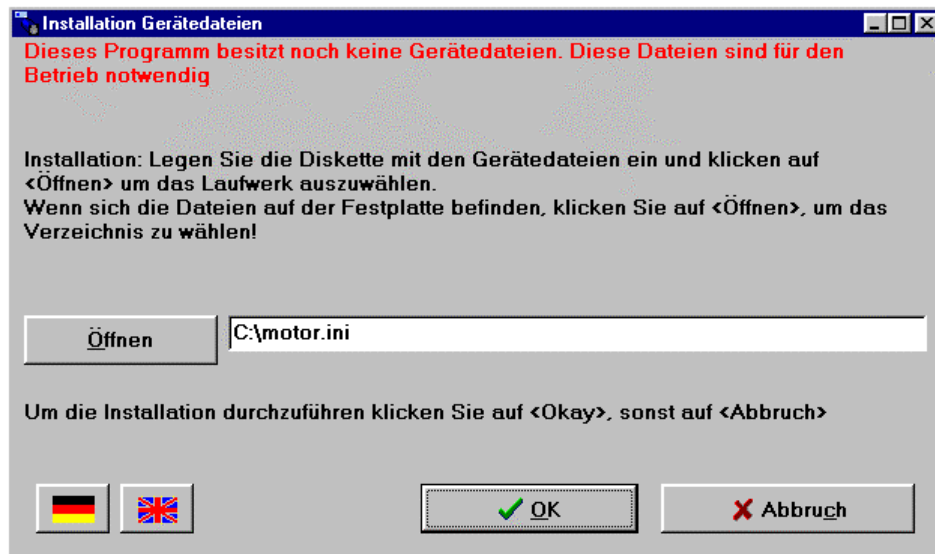 Installation Gerätedateien
Dieses Programm besitzt noch keine Gerätedateien. Diese Dateien sind für den
Betrieb notwendig
Installation: Legen Sie die Diskette mit den Gerätedateien ein und klicken auf
<Öffnen> um das Laufwerk auszuwählen.
Wenn sich die Dateien auf der Festplatte befinden, klicken Sie auf <Öffnen>, um das
Verzeichnis zu wählen!
Öffnen
C:\motor.ini
Um die Installation durchzuführen klicken Sie auf <Okay>, sonst auf <Abbruch>
OK
Abbruch